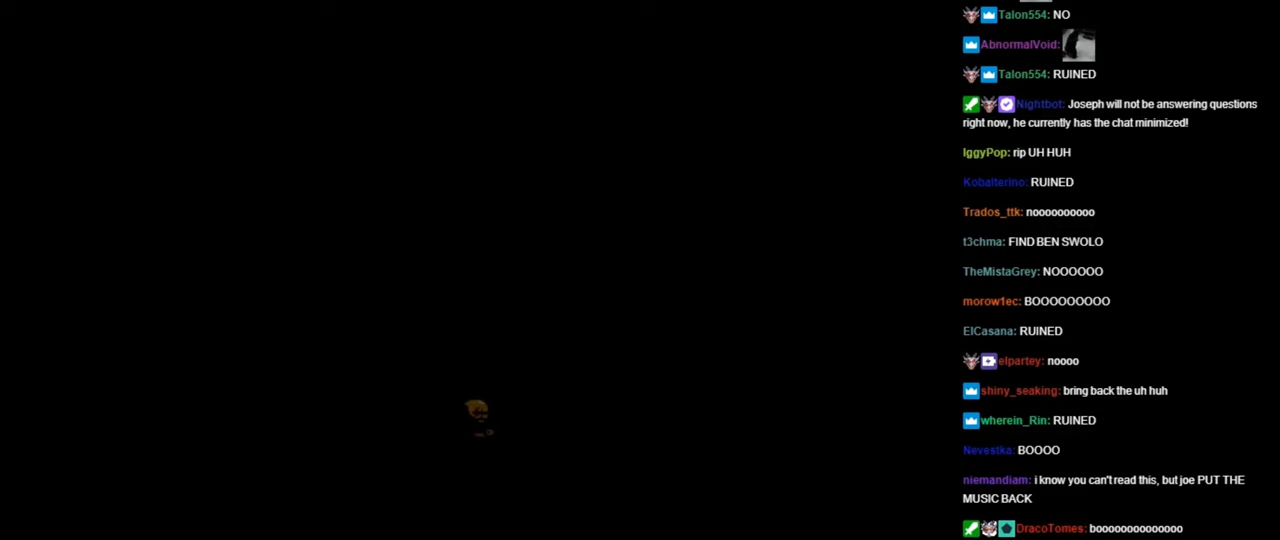 Talon554: NO
AbnormalVoid:
Talon554: RUINED
Nightbot: Joseph will not be answering questions
right now, he currently has the chat minimized!
IggyPop: rip UH HUH
Kobalterino: RUINED
Trados_ttk: noooooooooo
t3chma: FIND BEN SWOLO
TheMistaGrey: NOOOOOO
morow1ec: BOOOOOOOOO
ElCasana: RUINED
elpartey: noooo
shiny_seaking: bring back the uh huh
wherein_Rin: RUINED
Nevestka: BOOOO
niemandiam: i know you can't read this, but joe PUT THE
MUSIC BACK
DracoTomes: boooooooooooooo